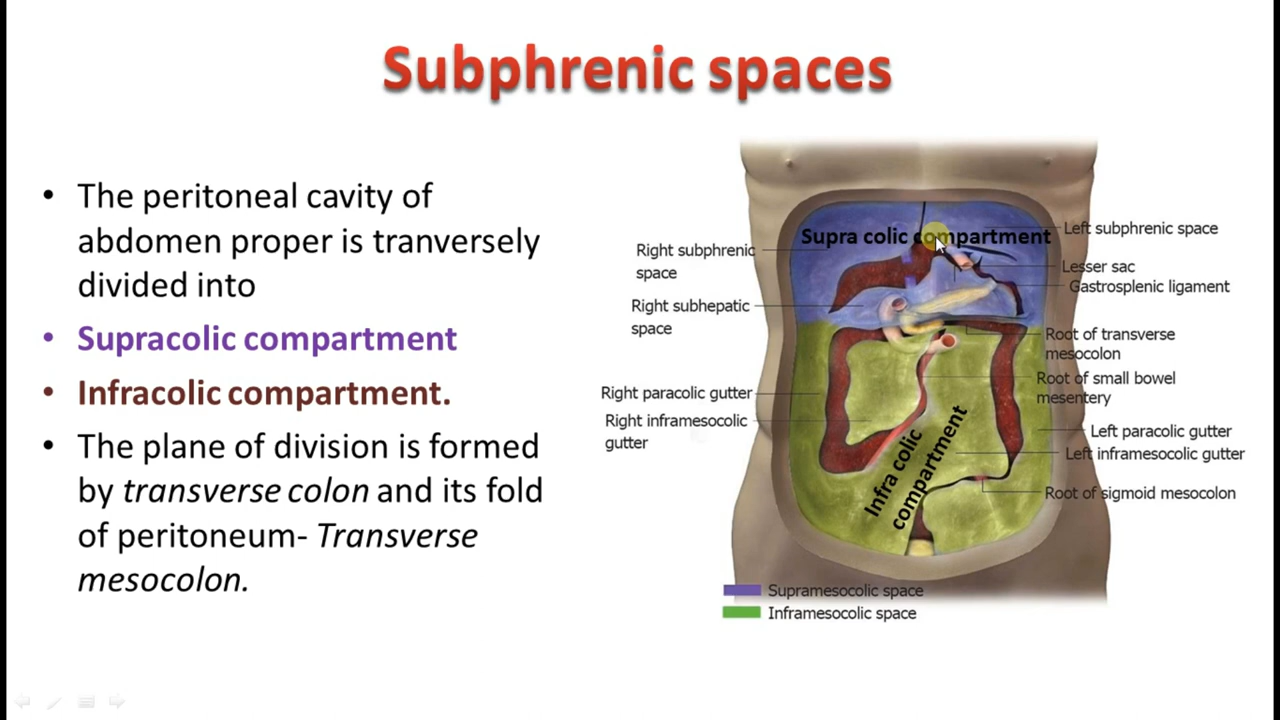 Subphrenic spaces
• The peritoneal cavity of
abdomen proper is tranversely
divided into
• Supracolic compartment
• Infracolic compartment.
• The plane of division is formed
by transverse colon and its fold
of peritoneum- Transverse
mesocolon.
Supra colic compartment
Right subphrenic
space
Right subhepatic
space
Right paracolic gutter
Right inframesocolic
gutter
Left subphrenic space
Lesser sac
Gastrosplenic ligament
Root of transverse
mesocolon
Root of small bowel
mesentery
Left paracolic gutter
Left inframesocolic gutter
Root of sigmoid mesocolon
Infra colic
compartment
Supramesocolic space
Inframesocolic space